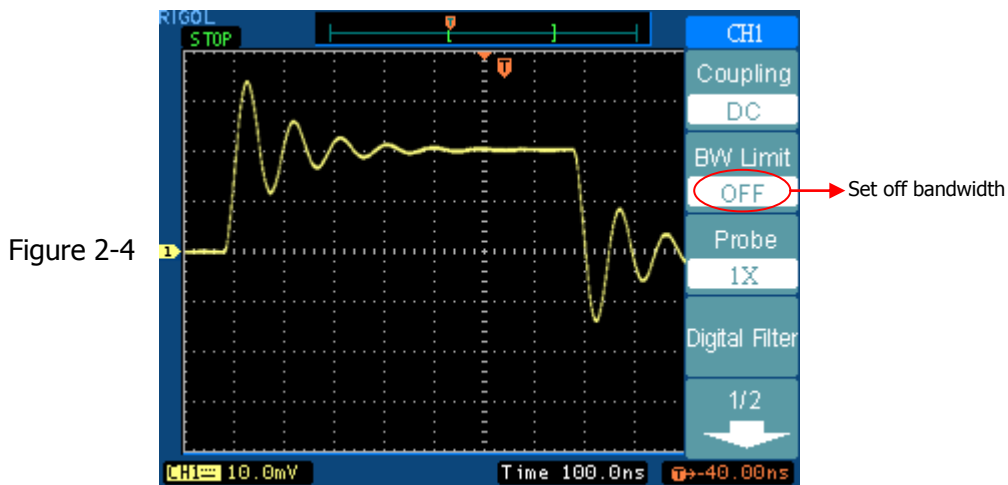 RIGOL
STOP
T
T
CH1
Coupling
DC
BW Limit
OFF
Set off bandwidth
Probe
1X
Figure 2-4
1
Digital Filter
1/2
CH1 10.0mV
Time 100.0ns
T→-40.00ns